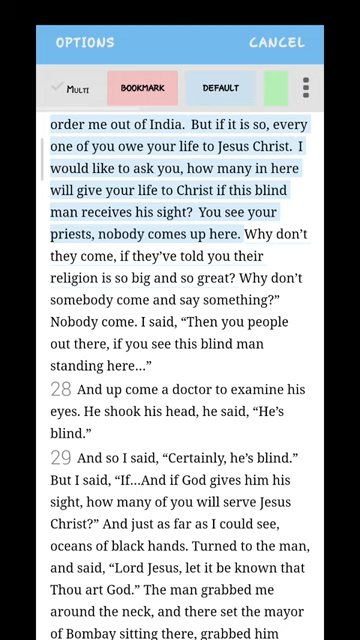 OPTIONS CANCEL
Multi BOOKMARK DEFAULT
order me out of India. But if it is so, every
one of you owe your life to Jesus Christ. I
would like to ask you, how many in here
will give your life to Christ if this blind
man receives his sight? You see your
priests, nobody comes up here. Why don’t
they come, if they’ve told you their
religion is so big and so great? Why don’t
somebody come and say something?”
Nobody come. I said, “Then you people
out there, if you see this blind man
standing here…”
28 And up come a doctor to examine his
eyes. He shook his head, he said, “He’s
blind.”
29 And so I said, “Certainly, he’s blind.”
But I said, “If…And if God gives him his
sight, how many of you will serve Jesus
Christ?” And just as far as I could see,
oceans of black hands. Turned to the man,
and said, “Lord Jesus, let it be known that
Thou art God.” The man grabbed me
around the neck, and there set the mayor
of Bombay sitting there, grabbed him